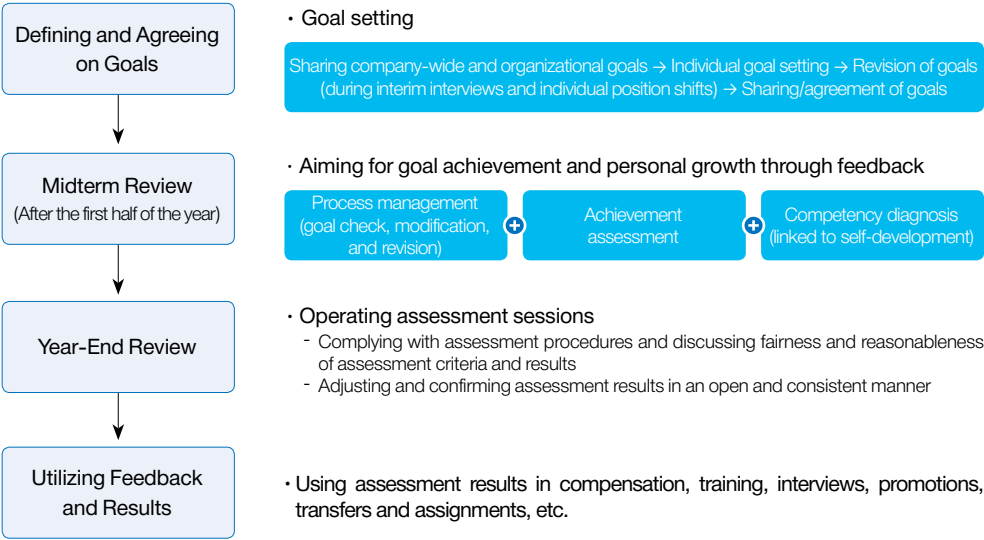 Defining and Agreeing
on Goals
· Goal setting
Sharing company-wide and organizational goals → Individual goal setting → Revision of goals
(during interim interviews and individual position shifts) → Sharing/agreement of goals
Midterm Review
(After the first half of the year)
· Aiming for goal achievement and personal growth through feedback
Process management
(goal check, modification,
and revision)
+
Achievement
assessment
+
Competency diagnosis
(linked to self-development)
Year-End Review
· Operating assessment sessions
- Complying with assessment procedures and discussing fairness and reasonableness
of assessment criteria and results
- Adjusting and confirming assessment results in an open and consistent manner
Utilizing Feedback
and Results
· Using assessment results in compensation, training, interviews, promotions,
transfers and assignments, etc.